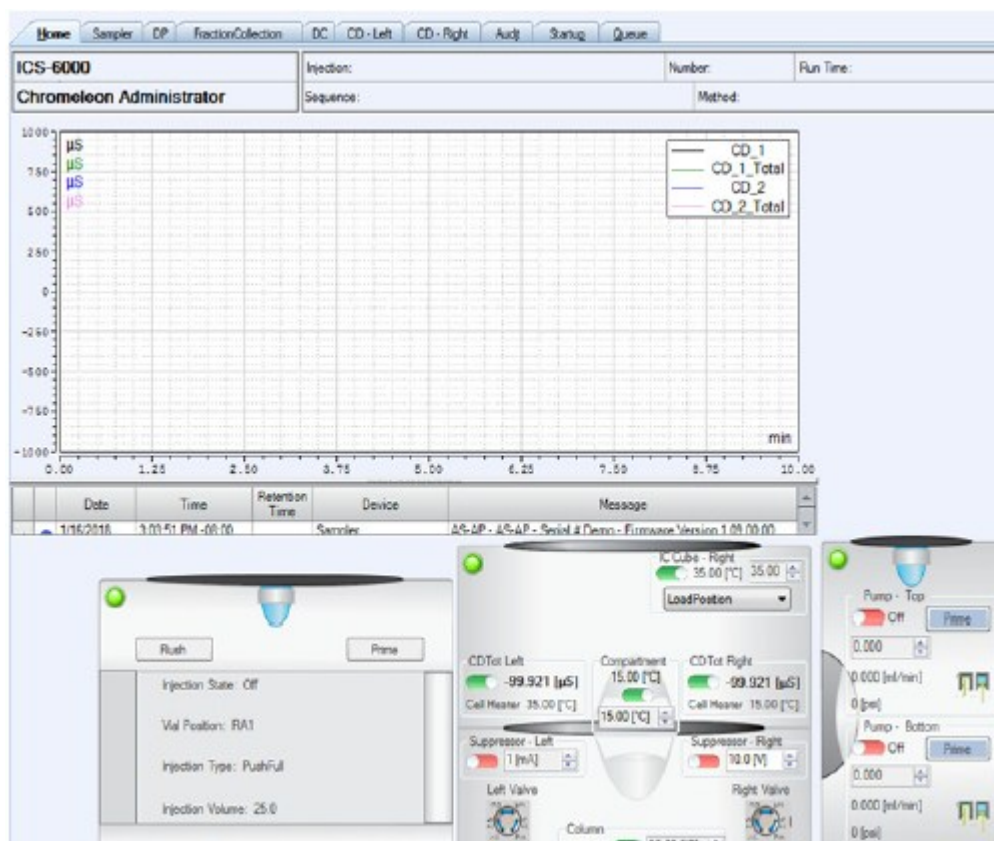 Home Sampler DP FractionCollection DC CD - Left CD - Right Audit Startup Queue
ICS-6000 Injection: Number: Run Time:
Chromeleon Administrator Sequence: Method:
1000
750
500
250
0
-250
-500
-750
-1000
µS
µS
µS
µS
CD_1
CD_1_Total
CD_2
CD_2_Total
min
0.00 1.25 2.50 3.75 5.00 6.25 7.50 8.75 10.00
Date Time Retention Time Device Message
1/16/2018 3:03:51 PM -08:00 Sampler AS-AP - AS-AP - Serial # Demo - Firmware Version 1.09.00.00
Flush Prime
Injection State: Off
Vial Position: RA1
Injection Type: PushFull
Injection Volume: 25.0
IC Cube - Right
35.00 [°C] 35.00
LoadPosition
CDTot Left Compartment CDTot Right
-99.921 [µS] 15.00 [°C] -99.921 [µS]
Cell Heater 35.00 [°C] 15.00 [°C] Cell Heater 15.00 [°C]
Suppressor - Left Suppressor - Right
1 [mA] 10.0 [V]
Left Valve Right Valve
Column
Pump - Top
Off Prime
0.000
0.000 [ml/min]
0 [psi]
Pump - Bottom
Off Prime
0.000
0.000 [ml/min]
0 [psi]